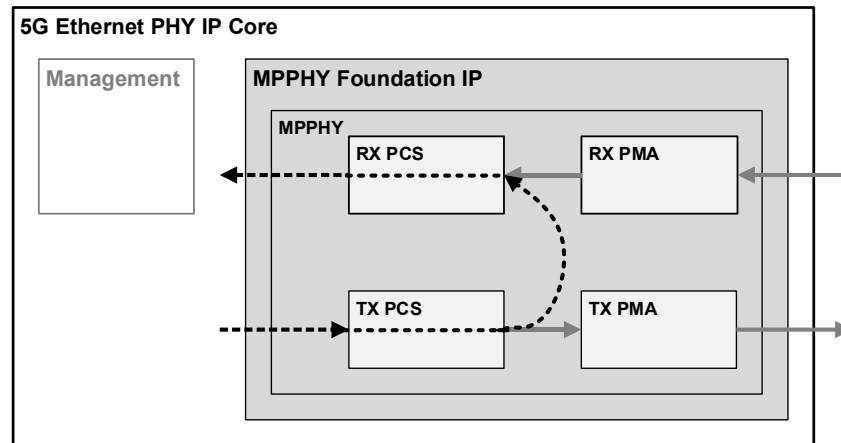 5G Ethernet PHY IP Core
Management
MPPHY Foundation IP
MPPHY
RX PCS
RX PMA
TX PCS
TX PMA